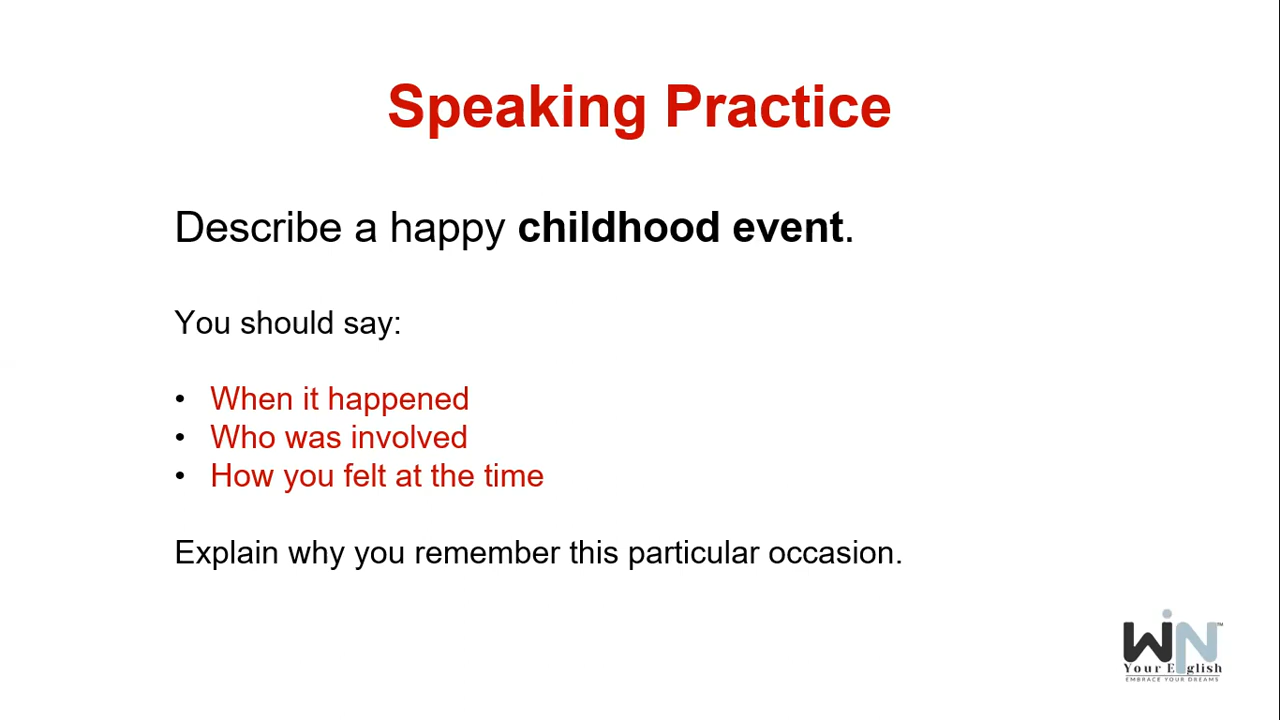 Speaking Practice
Describe a happy childhood event.
You should say:
• When it happened
• Who was involved
• How you felt at the time
Explain why you remember this particular occasion.
WiN™
Your English
EMBRACE YOUR DREAMS